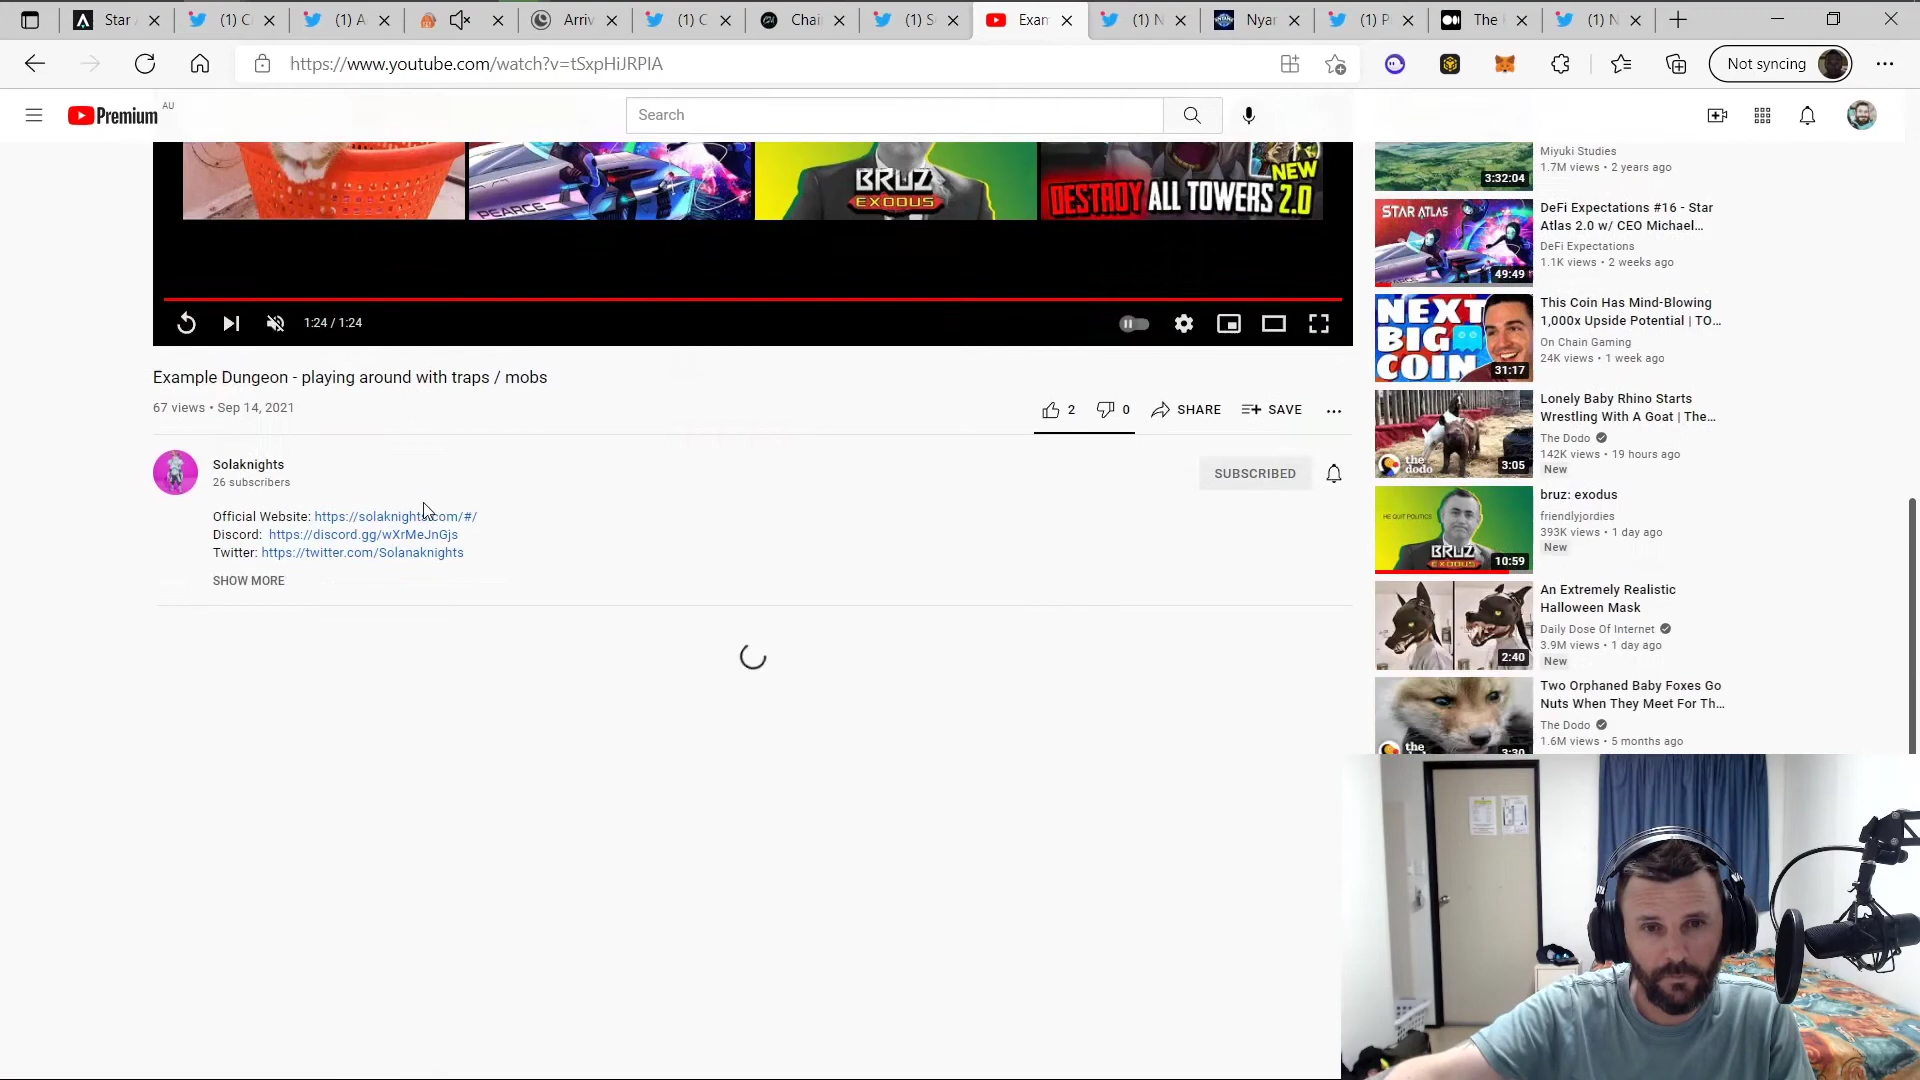 Star
(1) C
(1) A
Arriv
(1) C
Chai
(1) S
Exam
(1) N
Nyar
(1) P
The
(1) N
https://www.youtube.com/watch?v=tSxpHiJRPIA
Not syncing
Premium
AU
Search
PEARCE
BRUZ
EXODUS
NEW
DESTROY ALL TOWERS 2.0
1:24 / 1:24
Example Dungeon - playing around with traps / mobs
67 views • Sep 14, 2021
2
0
SHARE
SAVE
Solaknights
26 subscribers
SUBSCRIBED
Official Website: https://solaknights.com/#/
Discord: https://discord.gg/wXrMeJnGjs
Twitter: https://twitter.com/Solanaknights
SHOW MORE
3:32:04
Miyuki Studies
1.7M views • 2 years ago
STAR ATLAS
49:49
DeFi Expectations #16 - Star
Atlas 2.0 w/ CEO Michael...
DeFi Expectations
1.1K views • 2 weeks ago
NEXT
BIG
COIN
31:17
This Coin Has Mind-Blowing
1,000x Upside Potential | TO...
On Chain Gaming
24K views • 1 week ago
the dodo
3:05
Lonely Baby Rhino Starts
Wrestling With A Goat | The...
The Dodo
142K views • 19 hours ago
New
HE QUIT POLITICS
BRUZ
EXODUS
10:59
bruz: exodus
friendlyjordies
393K views • 1 day ago
New
2:40
An Extremely Realistic
Halloween Mask
Daily Dose Of Internet
3.9M views • 1 day ago
New
the
3:30
Two Orphaned Baby Foxes Go
Nuts When They Meet For Th...
The Dodo
1.6M views • 5 months ago